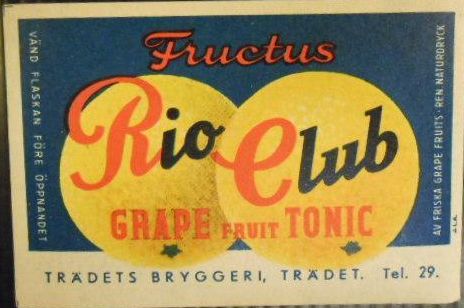 Fructus
Rio Club
GRAPE FRUIT TONIC
VÄND FLASKAN FÖRE ÖPPNANDET
AV FRISKA GRAPE FRUITS · REN NATURDRYCK
TRÄDETS BRYGGERI, TRÄDET. Tel. 29.